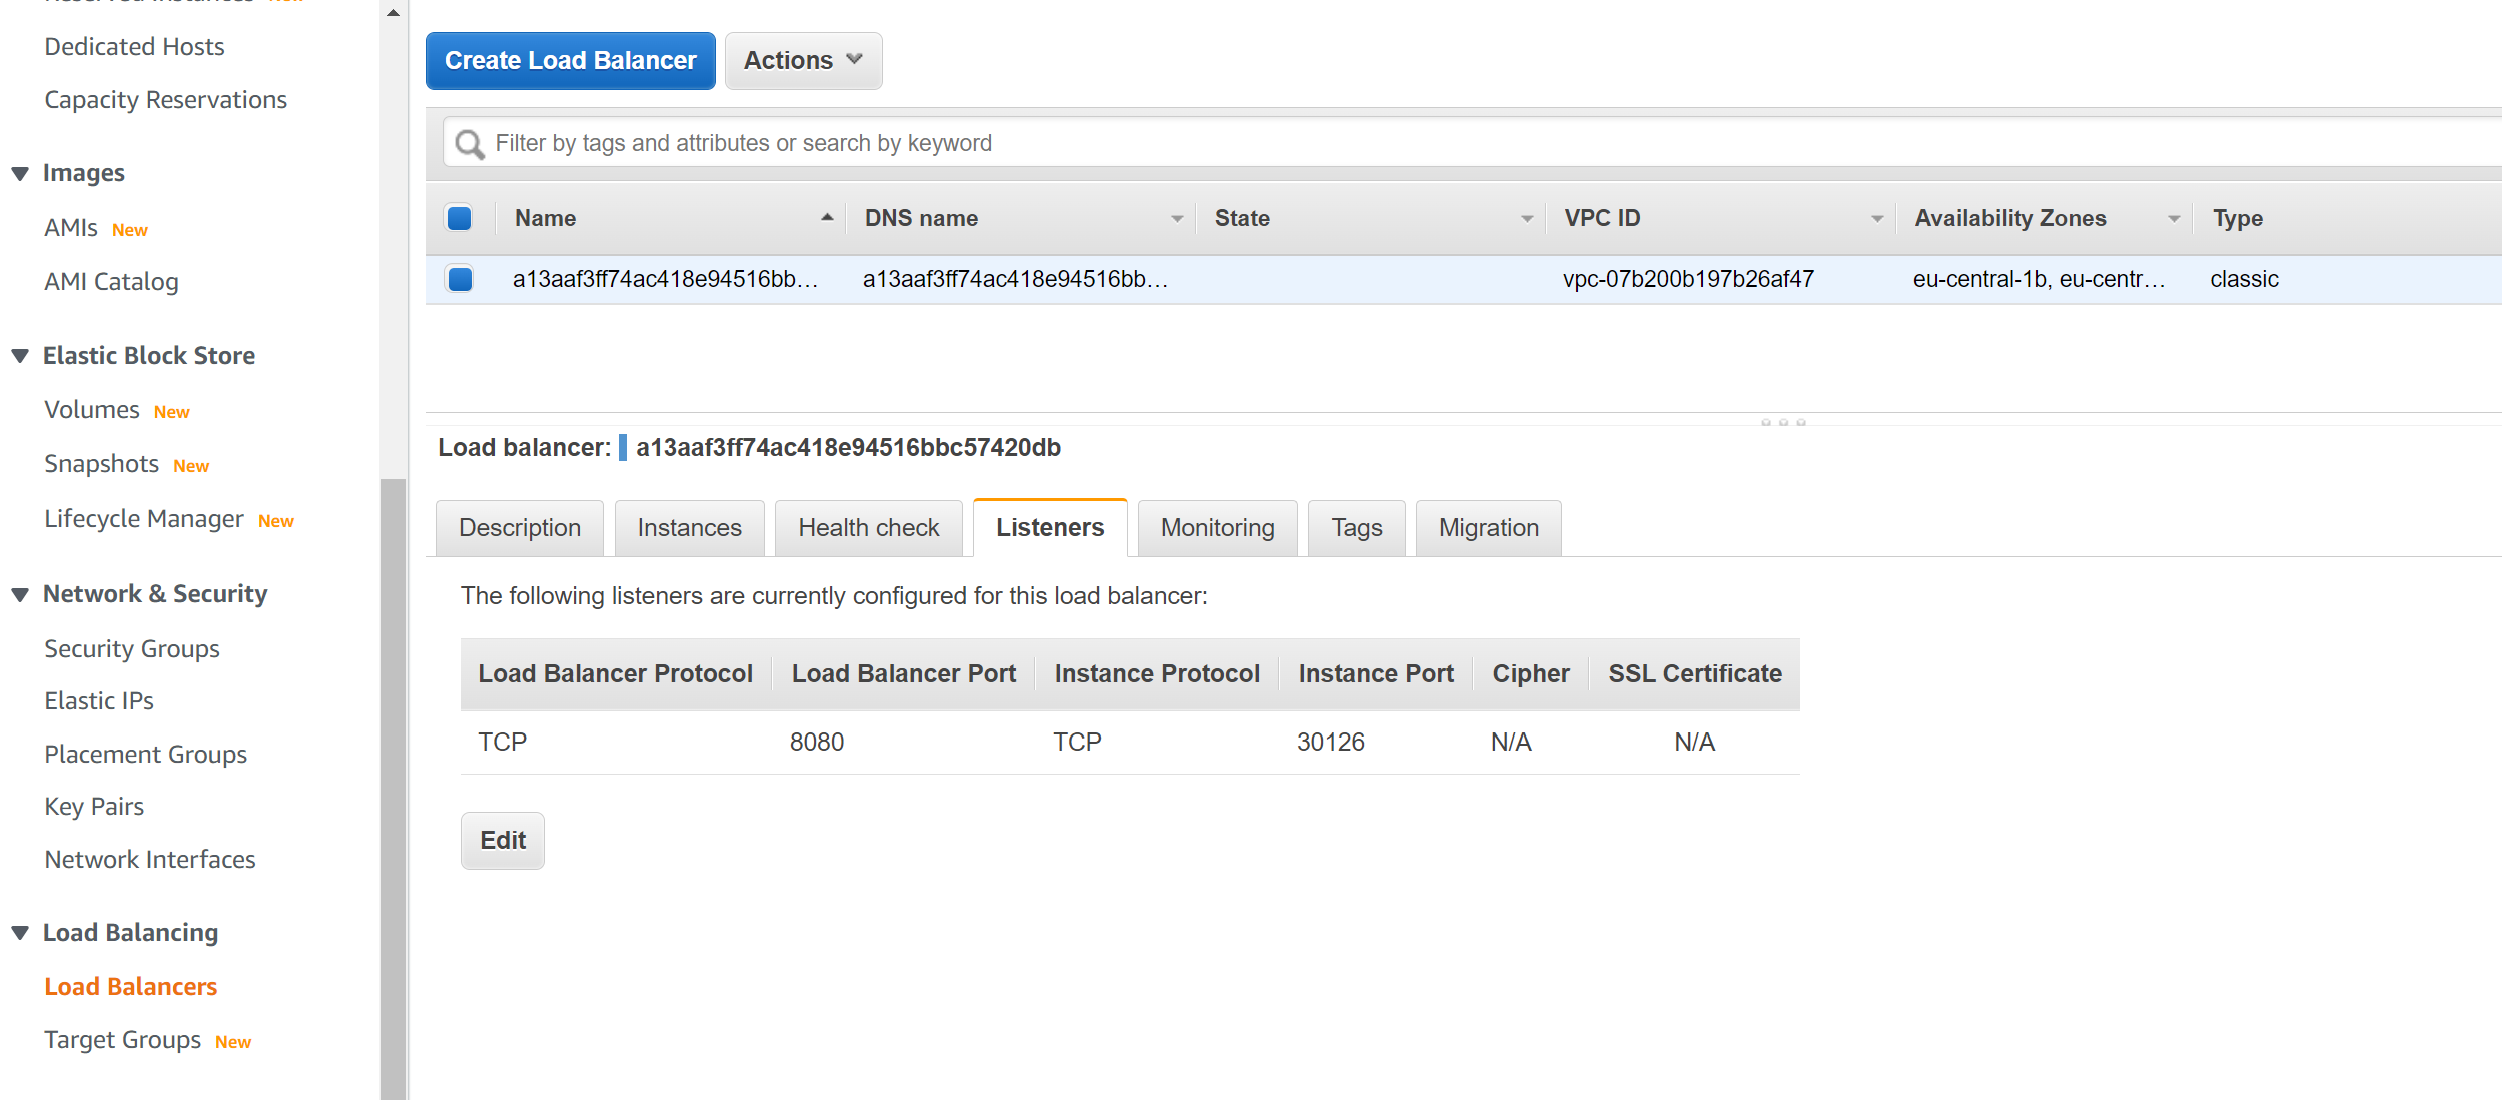 Reserved Instances New
Dedicated Hosts
Capacity Reservations
Images
AMIs New
AMI Catalog
Elastic Block Store
Volumes New
Snapshots New
Lifecycle Manager New
Network & Security
Security Groups
Elastic IPs
Placement Groups
Key Pairs
Network Interfaces
Load Balancing
Load Balancers
Target Groups New
Create Load Balancer Actions
Filter by tags and attributes or search by keyword
Name DNS name State VPC ID Availability Zones Type
a13aaf3ff74ac418e94516bb... a13aaf3ff74ac418e94516bb... vpc-07b200b197b26af47 eu-central-1b, eu-centr... classic
Load balancer: a13aaf3ff74ac418e94516bbc57420db
Description Instances Health check Listeners Monitoring Tags Migration
The following listeners are currently configured for this load balancer:
Load Balancer Protocol Load Balancer Port Instance Protocol Instance Port Cipher SSL Certificate
TCP 8080 TCP 30126 N/A N/A
Edit